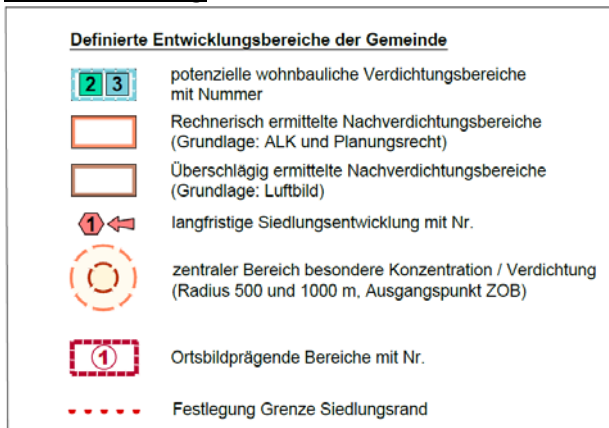 Definierte Entwicklungsbereiche der Gemeinde
2 3 potenzielle wohnbauliche Verdichtungsbereiche
mit Nummer
Rechnerisch ermittelte Nachverdichtungsbereiche
(Grundlage: ALK und Planungsrecht)
Überschlägig ermittelte Nachverdichtungsbereiche
(Grundlage: Luftbild)
1 langfristige Siedlungsentwicklung mit Nr.
zentraler Bereich besondere Konzentration / Verdichtung
(Radius 500 und 1000 m, Ausgangspunkt ZOB)
1 Ortsbildprägende Bereiche mit Nr.
Festlegung Grenze Siedlungsrand